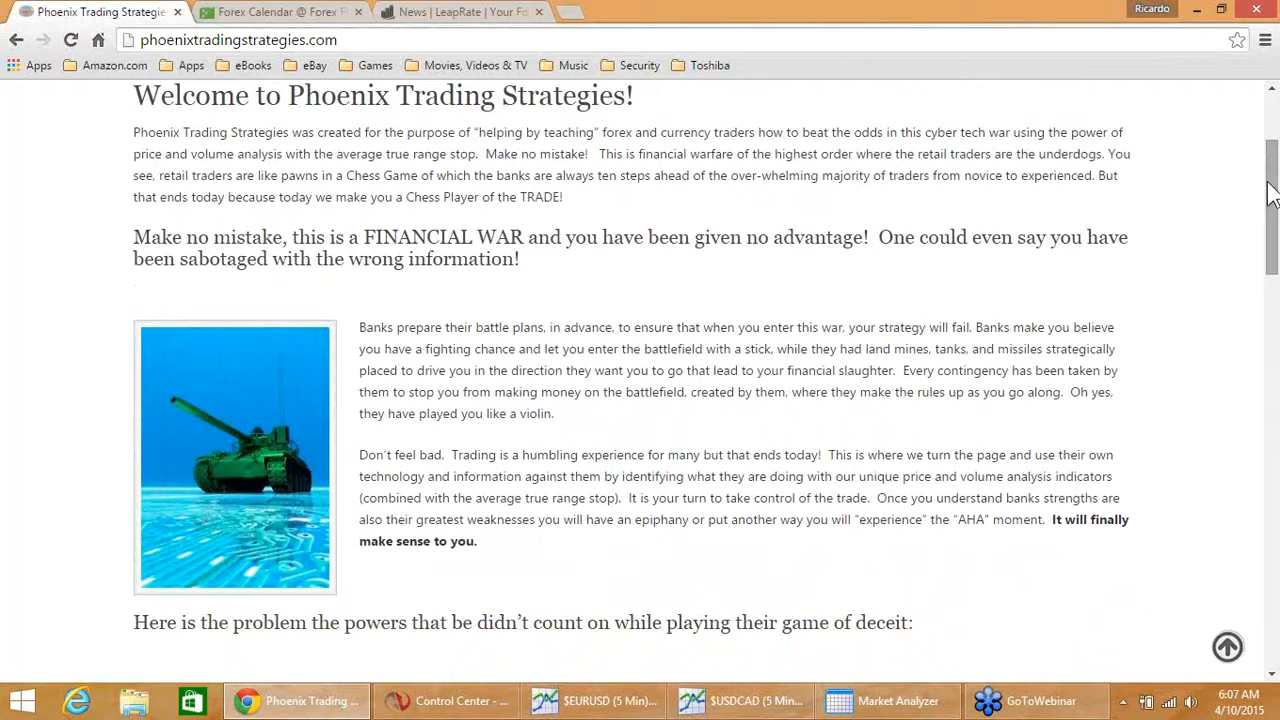 Phoenix Trading Strategie
Forex Calendar @ Forex F
News | LeapRate | Your Fo
Ricardo
phoenixtradingstrategies.com
Apps
Amazon.com
Apps
eBooks
eBay
Games
Movies, Videos & TV
Music
Security
Toshiba
Welcome to Phoenix Trading Strategies!
Phoenix Trading Strategies was created for the purpose of “helping by teaching” forex and currency traders how to beat the odds in this cyber tech war using the power of
price and volume analysis with the average true range stop. Make no mistake! This is financial warfare of the highest order where the retail traders are the underdogs. You
see, retail traders are like pawns in a Chess Game of which the banks are always ten steps ahead of the over-whelming majority of traders from novice to experienced. But
that ends today because today we make you a Chess Player of the TRADE!
Make no mistake, this is a FINANCIAL WAR and you have been given no advantage! One could even say you have
been sabotaged with the wrong information!
Banks prepare their battle plans, in advance, to ensure that when you enter this war, your strategy will fail. Banks make you believe
you have a fighting chance and let you enter the battlefield with a stick, while they had land mines, tanks, and missiles strategically
placed to drive you in the direction they want you to go that lead to your financial slaughter. Every contingency has been taken by
them to stop you from making money on the battlefield, created by them, where they make the rules up as you go along. Oh yes,
they have played you like a violin.
Don’t feel bad. Trading is a humbling experience for many but that ends today! This is where we turn the page and use their own
technology and information against them by identifying what they are doing with our unique price and volume analysis indicators
(combined with the average true range stop). It is your turn to take control of the trade. Once you understand banks strengths are
also their greatest weaknesses you will have an epiphany or put another way you will “experience” the “AHA” moment. It will finally
make sense to you.
Here is the problem the powers that be didn’t count on while playing their game of deceit:
Phoenix Trading ...
Control Center - ...
$EURUSD (5 Min)...
$USDCAD (5 Min...
Market Analyzer
GoToWebinar
6:07 AM
4/10/2015